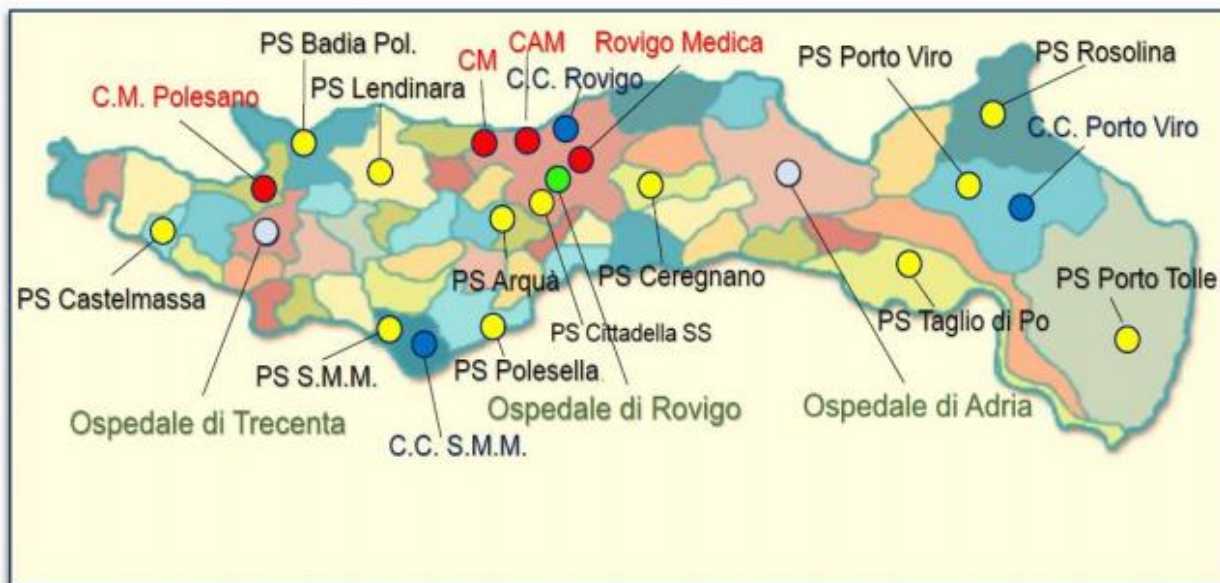 PS Badia Pol.
CAM
Rovigo Medica
CM
C.C. Rovigo
PS Porto Viro
PS Rosolina
C.M. Polesano
PS Lendinara
C.C. Porto Viro
PS Castelmassa
PS Arquà
PS Ceregnano
PS Porto Tolle
PS Cittadella SS
PS Taglio di Po
PS S.M.M.
PS Polesella
Ospedale di Trecenta
Ospedale di Rovigo
Ospedale di Adria
C.C. S.M.M.